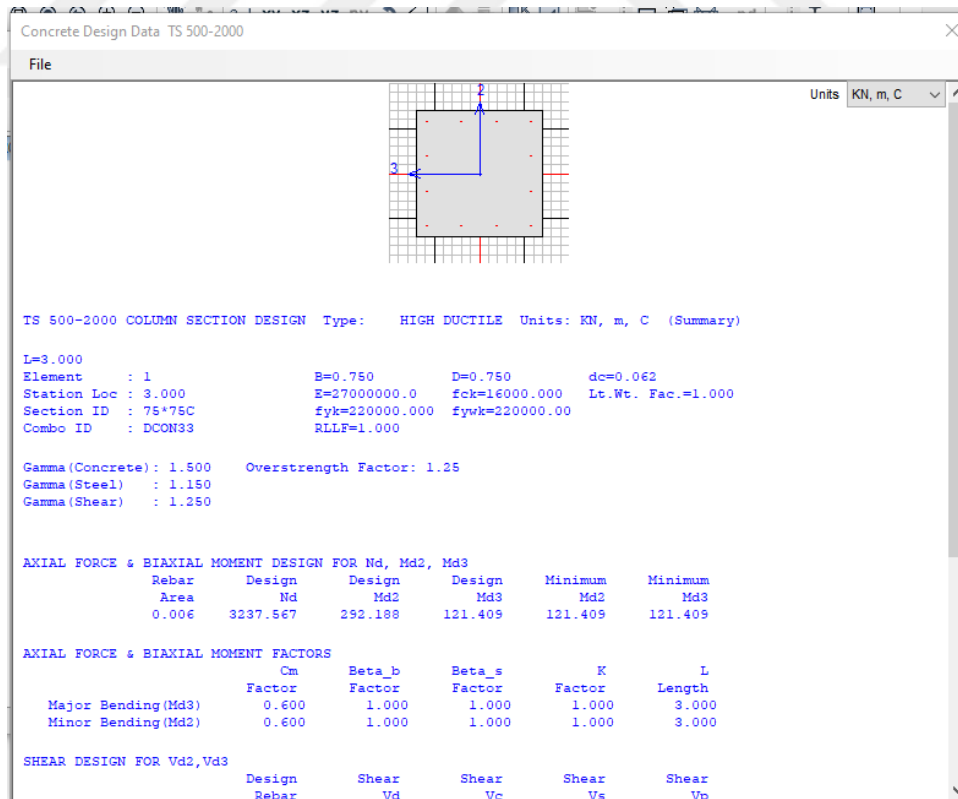 Concrete Design Data TS 500-2000
File
Units KN, m, C
2
3
TS 500-2000 COLUMN SECTION DESIGN Type: HIGH DUCTILE Units: KN, m, C (Summary)
L=3.000
Element : 1 B=0.750 D=0.750 dc=0.062
Station Loc : 3.000 E=27000000.0 fck=16000.000 Lt.Wt. Fac.=1.000
Section ID : 75*75C fyk=220000.000 fywk=220000.00
Combo ID : DCON33 RLLF=1.000
Gamma(Concrete): 1.500 Overstrength Factor: 1.25
Gamma(Steel) : 1.150
Gamma(Shear) : 1.250
AXIAL FORCE & BIAXIAL MOMENT DESIGN FOR Nd, Md2, Md3
Rebar Design Design Design Minimum Minimum
Area Nd Md2 Md3 Md2 Md3
0.006 3237.567 292.188 121.409 121.409 121.409
AXIAL FORCE & BIAXIAL MOMENT FACTORS
Cm Beta_b Beta_s K L
Factor Factor Factor Factor Length
Major Bending(Md3) 0.600 1.000 1.000 1.000 3.000
Minor Bending(Md2) 0.600 1.000 1.000 1.000 3.000
SHEAR DESIGN FOR Vd2,Vd3
Design Shear Shear Shear Shear
Rebar Vd Vc Vs Vp